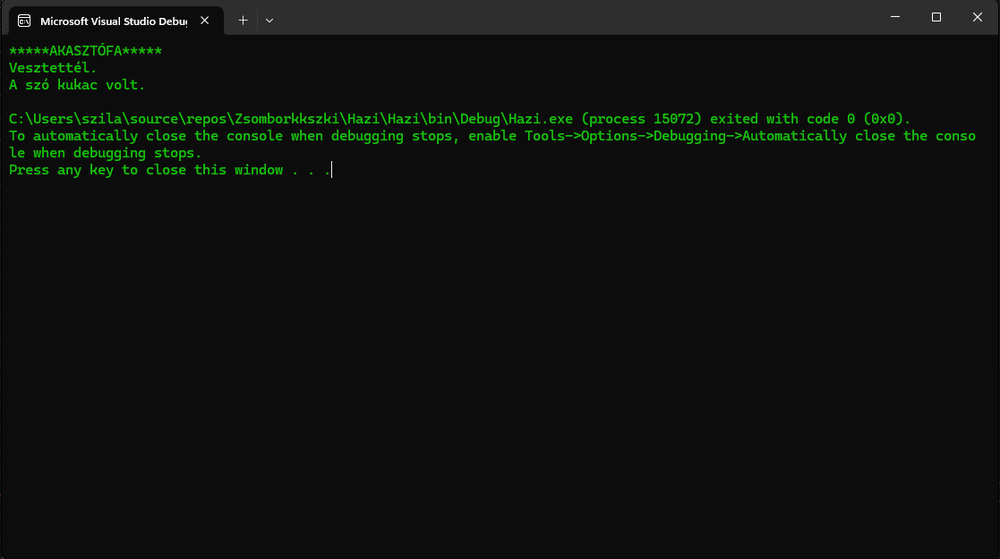 Microsoft Visual Studio Debug
*****AKASZTÓFA*****
Vesztettél.
A szó kukac volt.
C:\Users\szila\source\repos\Zsomborkkszki\Hazi\Hazi\bin\Debug\Hazi.exe (process 15072) exited with code 0 (0x0).
To automatically close the console when debugging stops, enable Tools->Options->Debugging->Automatically close the conso
le when debugging stops.
Press any key to close this window . . .